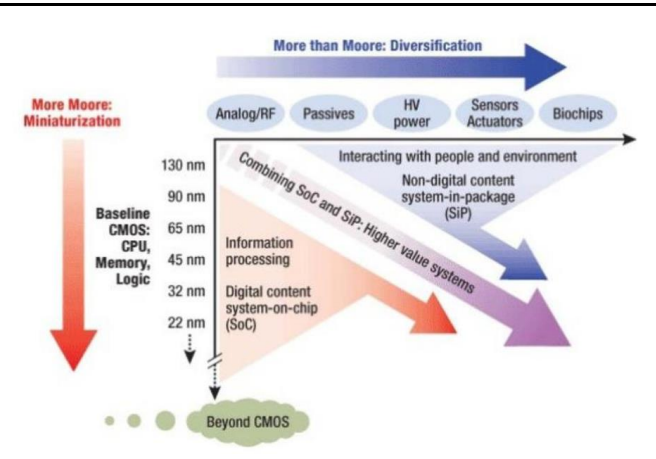 More than Moore: Diversification
More Moore:
Miniaturization
Analog/RF
Passives
HV
power
Sensors
Actuators
Biochips
130 nm
90 nm
65 nm
45 nm
32 nm
22 nm
Baseline
CMOS:
CPU,
Memory,
Logic
Interacting with people and environment
Non-digital content
system-in-package
(SiP)
Combining SoC and SiP: Higher value systems
Information
processing
Digital content
system-on-chip
(SoC)
Beyond CMOS